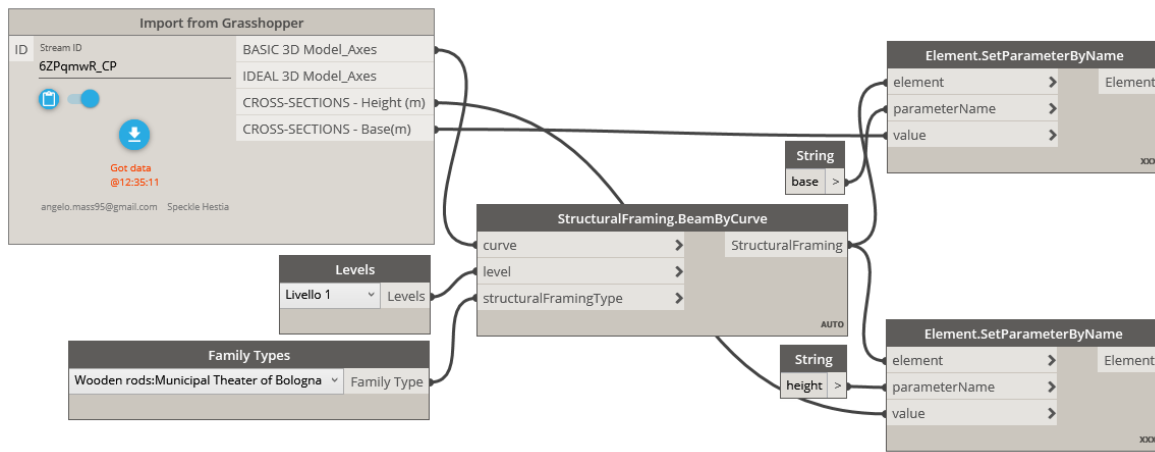 Import from Grasshopper
ID
Stream ID
6ZPqmwR_CP
BASIC 3D Model_Axes
IDEAL 3D Model_Axes
CROSS-SECTIONS - Height (m)
CROSS-SECTIONS - Base(m)
Got data
@12:35:11
angelo.mass95@gmail.com Speckle Hestia
Levels
Livello 1 Levels
Family Types
Wooden rods:Municipal Theater of Bologna Family Type
StructuralFraming.BeamByCurve
curve > StructuralFraming
level >
structuralFramingType >
AUTO
String
base >
Element.SetParameterByName
element > Element
parameterName >
value >
xxx
String
height >
Element.SetParameterByName
element > Element
parameterName >
value >
xxx